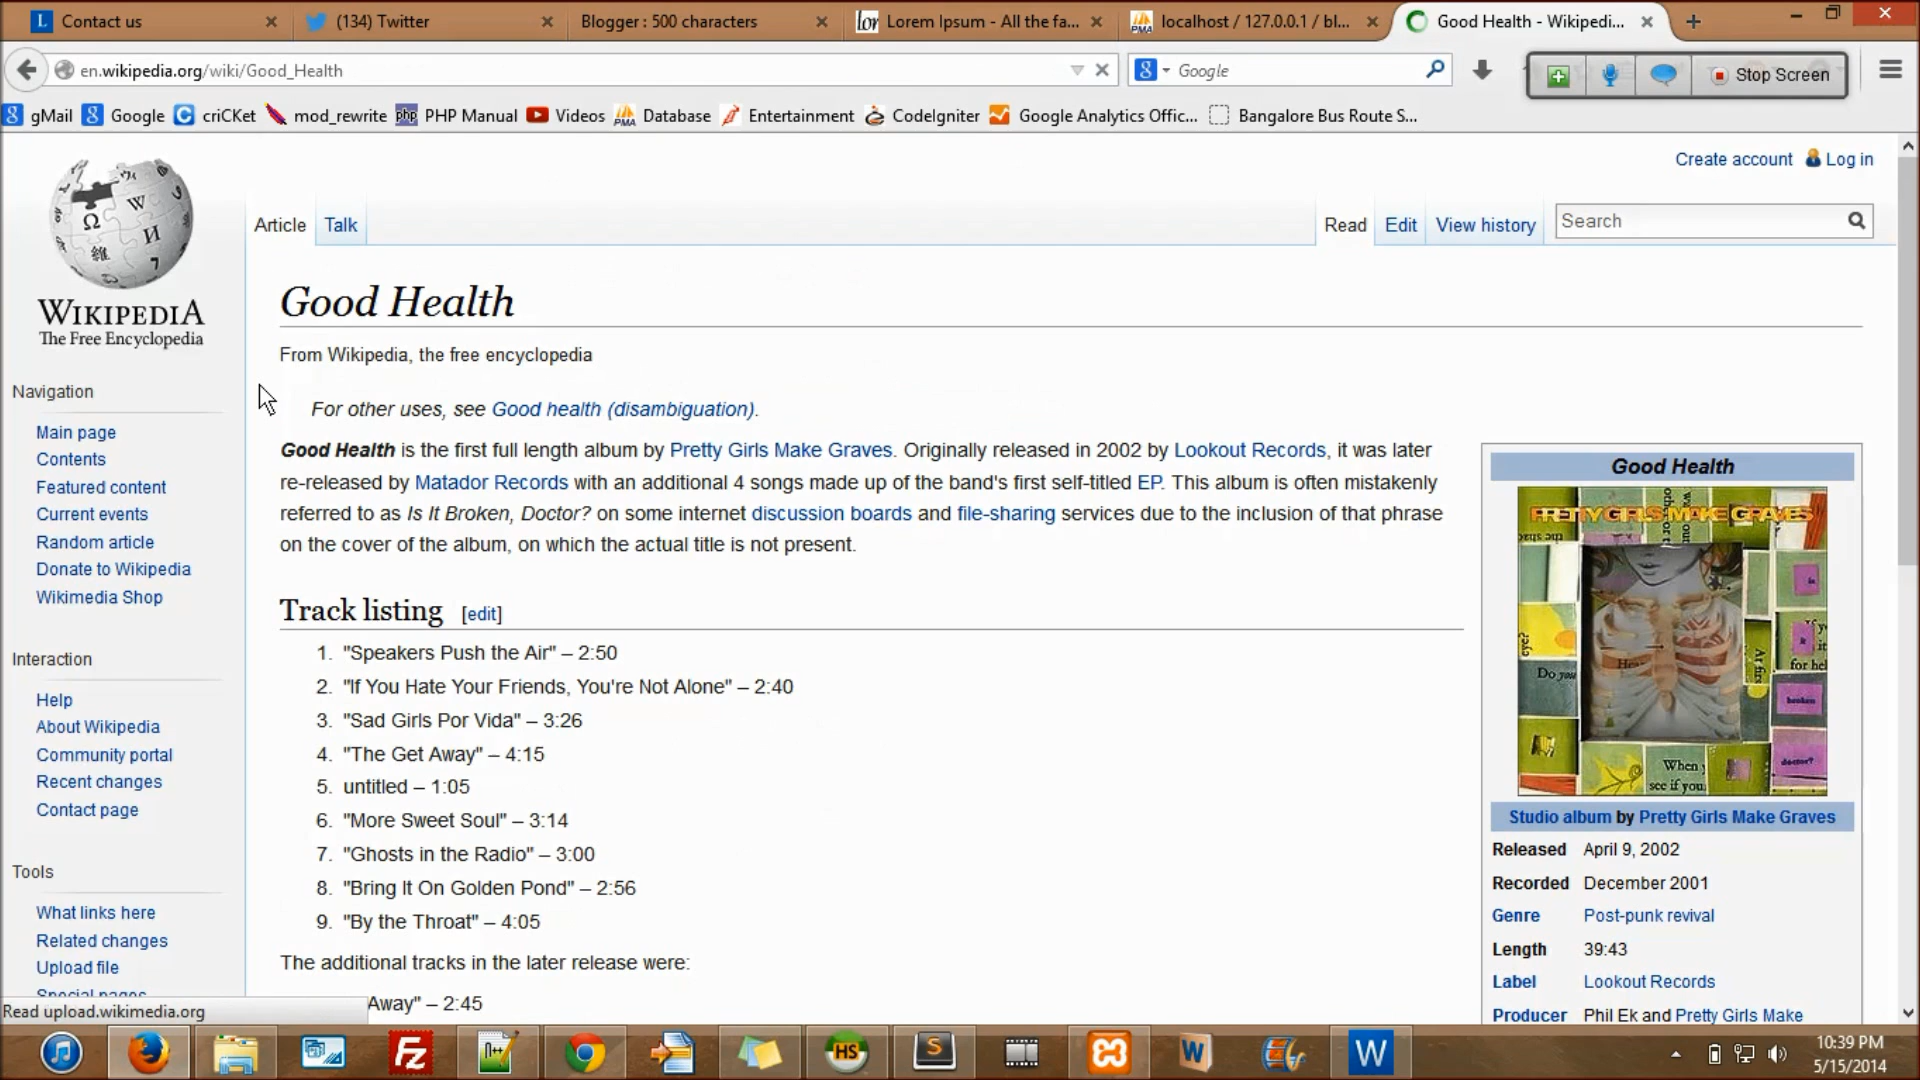 Contact us
(134) Twitter
Blogger : 500 characters
Lorem Ipsum - All the fa...
localhost / 127.0.0.1 / bl...
Good Health - Wikipedi...
en.wikipedia.org/wiki/Good_Health
Google
Stop Screen
gMail
Google
criCKet
mod_rewrite
PHP Manual
Videos
Database
Entertainment
CodeIgniter
Google Analytics Offic...
Bangalore Bus Route S...
Create account
Log in
Article
Talk
Read
Edit
View history
Search
WIKIPEDIA
The Free Encyclopedia
Navigation
Main page
Contents
Featured content
Current events
Random article
Donate to Wikipedia
Wikimedia Shop
Interaction
Help
About Wikipedia
Community portal
Recent changes
Contact page
Tools
What links here
Related changes
Upload file
Special pages
Read upload.wikimedia.org
Good Health
From Wikipedia, the free encyclopedia
For other uses, see Good health (disambiguation).
Good Health is the first full length album by Pretty Girls Make Graves. Originally released in 2002 by Lookout Records, it was later
re-released by Matador Records with an additional 4 songs made up of the band's first self-titled EP. This album is often mistakenly
referred to as Is It Broken, Doctor? on some internet discussion boards and file-sharing services due to the inclusion of that phrase
on the cover of the album, on which the actual title is not present.
Track listing [edit]
1. "Speakers Push the Air" – 2:50
2. "If You Hate Your Friends, You're Not Alone" – 2:40
3. "Sad Girls Por Vida" – 3:26
4. "The Get Away" – 4:15
5. untitled – 1:05
6. "More Sweet Soul" – 3:14
7. "Ghosts in the Radio" – 3:00
8. "Bring It On Golden Pond" – 2:56
9. "By the Throat" – 4:05
The additional tracks in the later release were:
Away" – 2:45
Good Health
PRETTY GIRLS MAKE GRAVES
eye?
Do you
for hel
broken
doctor?
When
see if you
Studio album by Pretty Girls Make Graves
Released April 9, 2002
Recorded December 2001
Genre Post-punk revival
Length 39:43
Label Lookout Records
Producer Phil Ek and Pretty Girls Make
10:39 PM
5/15/2014